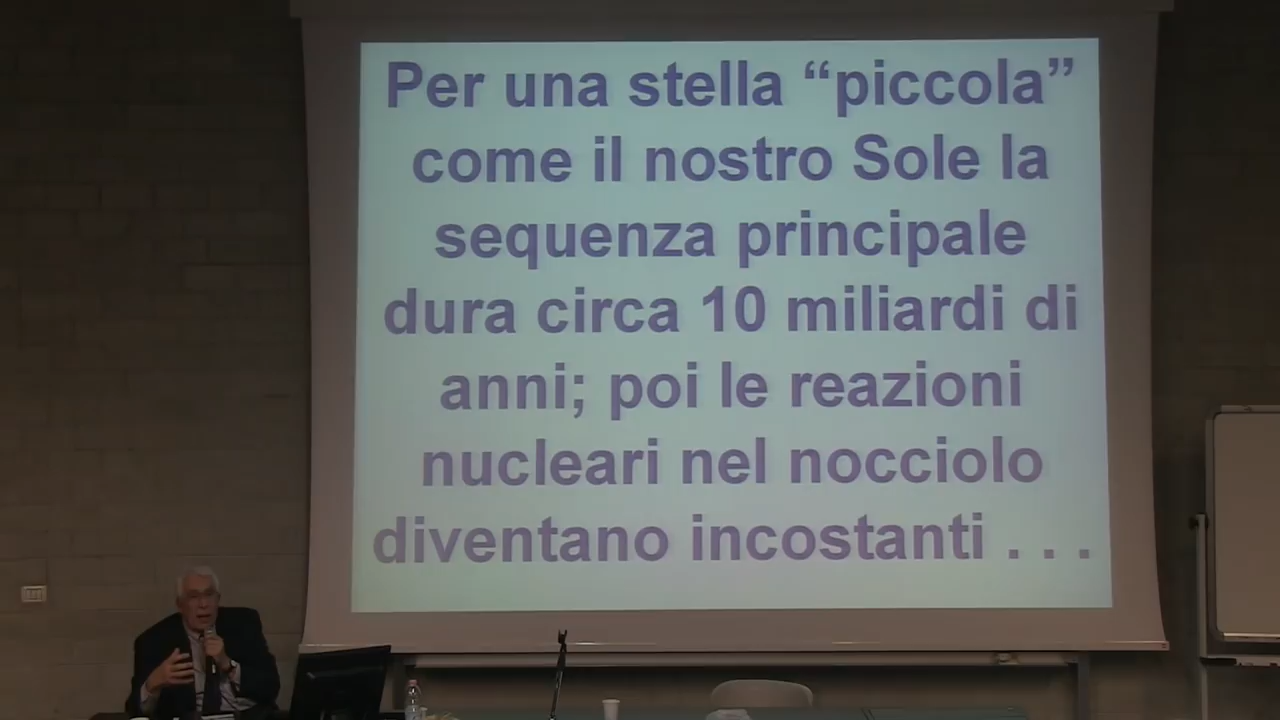 Per una stella “piccola”
come il nostro Sole la
sequenza principale
dura circa 10 miliardi di
anni; poi le reazioni
nucleari nel nocciolo
diventano incostanti . . .